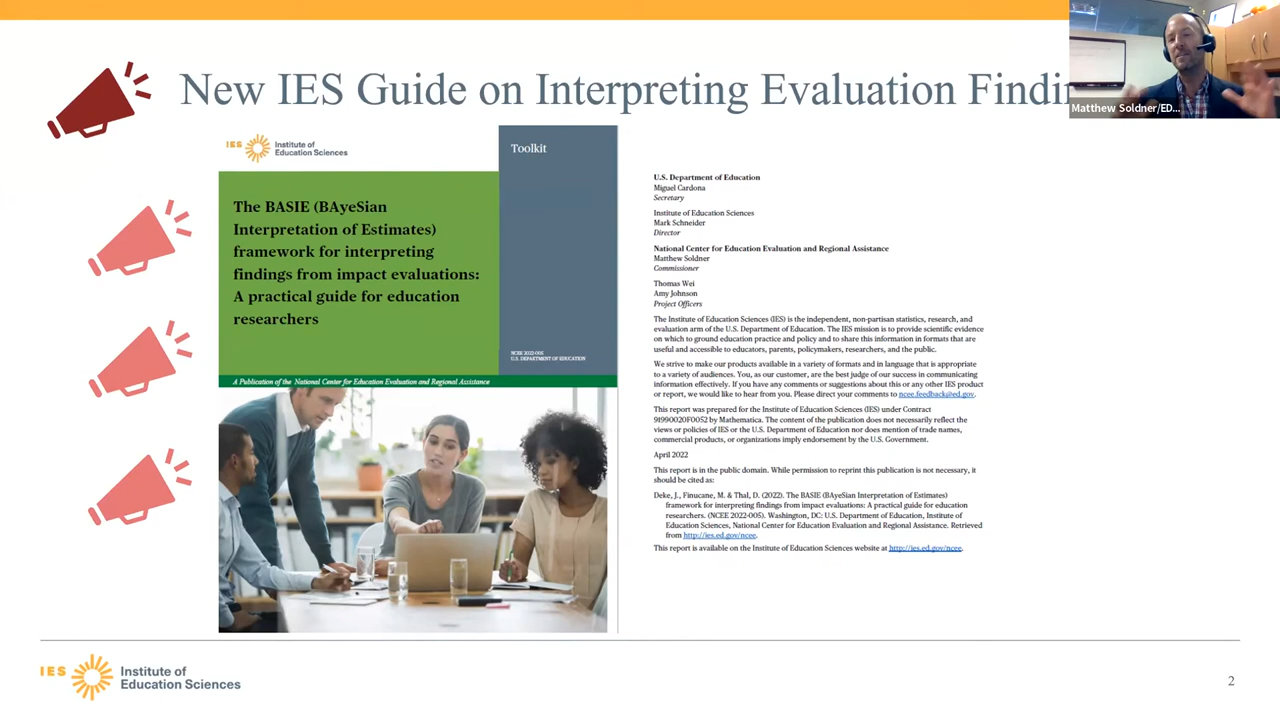 New IES Guide on Interpreting Evaluation Findin
Matthew Soldner/ED...
IES Institute of
Education Sciences
Toolkit
The BASIE (BAyeSian
Interpretation of Estimates)
framework for interpreting
findings from impact evaluations:
A practical guide for education
researchers
NCEE 2022-005
U.S. DEPARTMENT OF EDUCATION
A Publication of the National Center for Education Evaluation and Regional Assistance
U.S. Department of Education
Miguel Cardona
Secretary
Institute of Education Sciences
Mark Schneider
Director
National Center for Education Evaluation and Regional Assistance
Matthew Soldner
Commissioner
Thomas Wei
Amy Johnson
Project Officers
The Institute of Education Sciences (IES) is the independent, non-partisan statistics, research, and
evaluation arm of the U.S. Department of Education. The IES mission is to provide scientific evidence
on which to ground education practice and policy and to share this information in formats that are
useful and accessible to educators, parents, policymakers, researchers, and the public.
We strive to make our products available in a variety of formats and in language that is appropriate
to a variety of audiences. You, as our customer, are the best judge of our success in communicating
information effectively. If you have any comments or suggestions about this or any other IES product
or report, we would like to hear from you. Please direct your comments to ncee.feedback@ed.gov.
This report was prepared for the Institute of Education Sciences (IES) under Contract
91990020F0052 by Mathematica. The content of the publication does not necessarily reflect the
views or policies of IES or the U.S. Department of Education nor does mention of trade names,
commercial products, or organizations imply endorsement by the U.S. Government.
April 2022
This report is in the public domain. While permission to reprint this publication is not necessary, it
should be cited as:
Deke, J., Finucane, M. & Thal, D. (2022). The BASIE (BAyeSian Interpretation of Estimates)
framework for interpreting findings from impact evaluations: A practical guide for education
researchers. (NCEE 2022-005). Washington, DC: U.S. Department of Education, Institute of
Education Sciences, National Center for Education Evaluation and Regional Assistance. Retrieved
from http://ies.ed.gov/ncee.
This report is available on the Institute of Education Sciences website at http://ies.ed.gov/ncee.
IES Institute of
Education Sciences
2